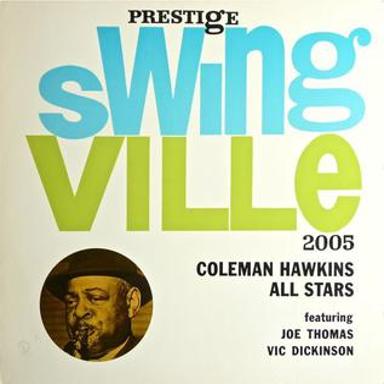 PRESTIgE
sWing
VILLe
2005
COLEMAN HAWKINS
ALL STARS
featuring
JOE THOMAS
VIC DICKINSON